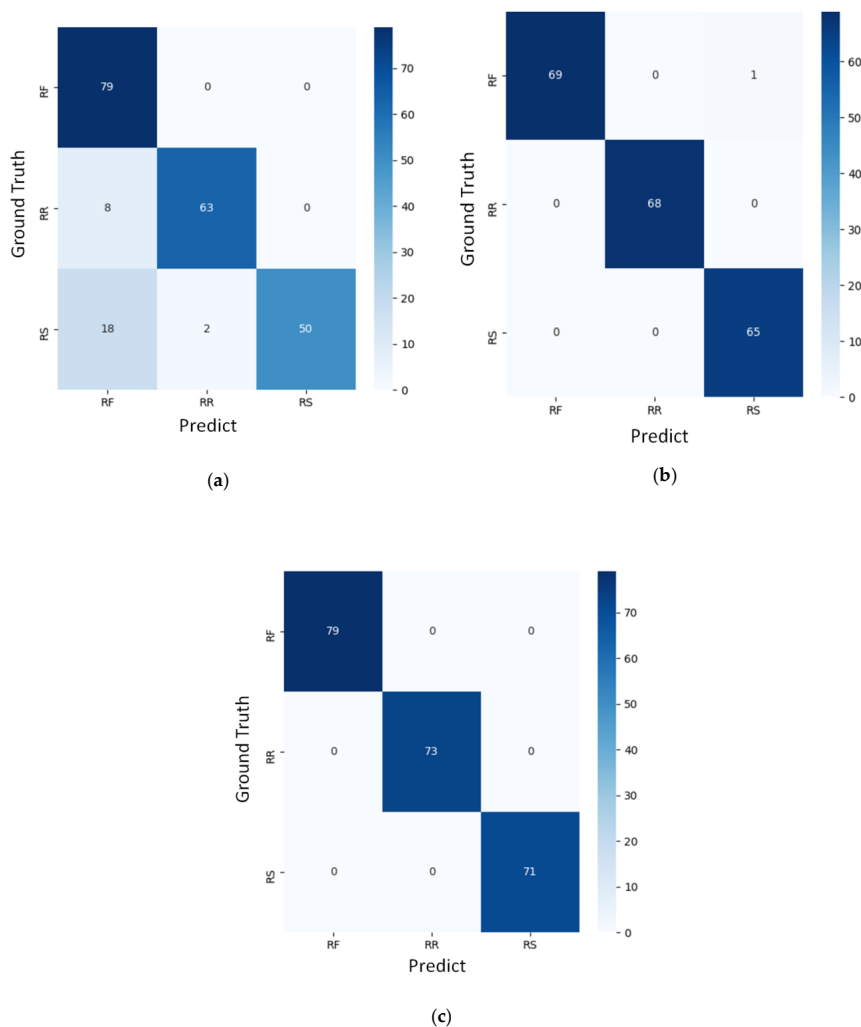 70
RF 79 0 0
60
50
Ground Truth
RR 8 63 0
40
30
20
RS 18 2 50
10
0
RF RR RS
Predict
(a)
60
RF 69 0 1
50
40
Ground Truth
RR 0 68 0
30
20
RS 0 0 65
10
0
RF RR RS
Predict
(b)
70
RF 79 0 0
60
50
Ground Truth
RR 0 73 0
40
30
20
RS 0 0 71
10
0
RF RR RS
Predict
(c)